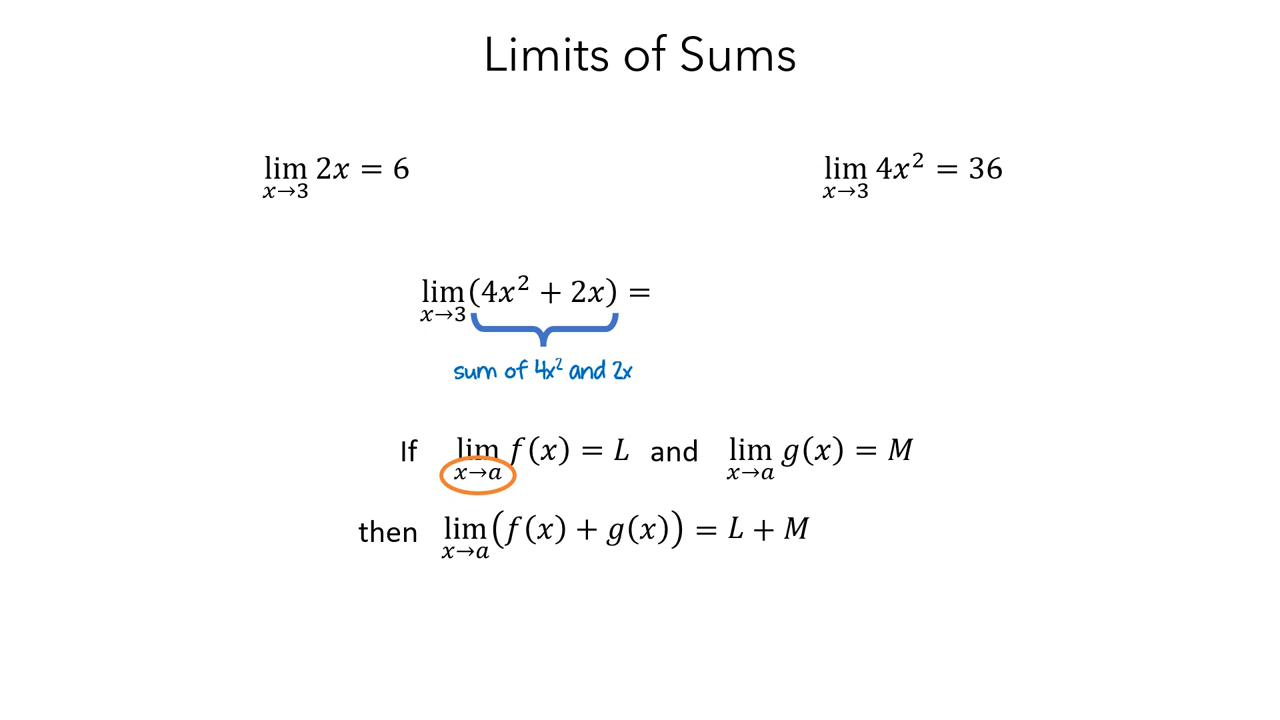 Limits of Sums
lim x→3 2x = 6
lim x→3 4x² = 36
lim x→3 (4x² + 2x) =
sum of 4x² and 2x
If lim x→a f(x) = L and lim x→a g(x) = M
then lim x→a (f(x) + g(x)) = L + M